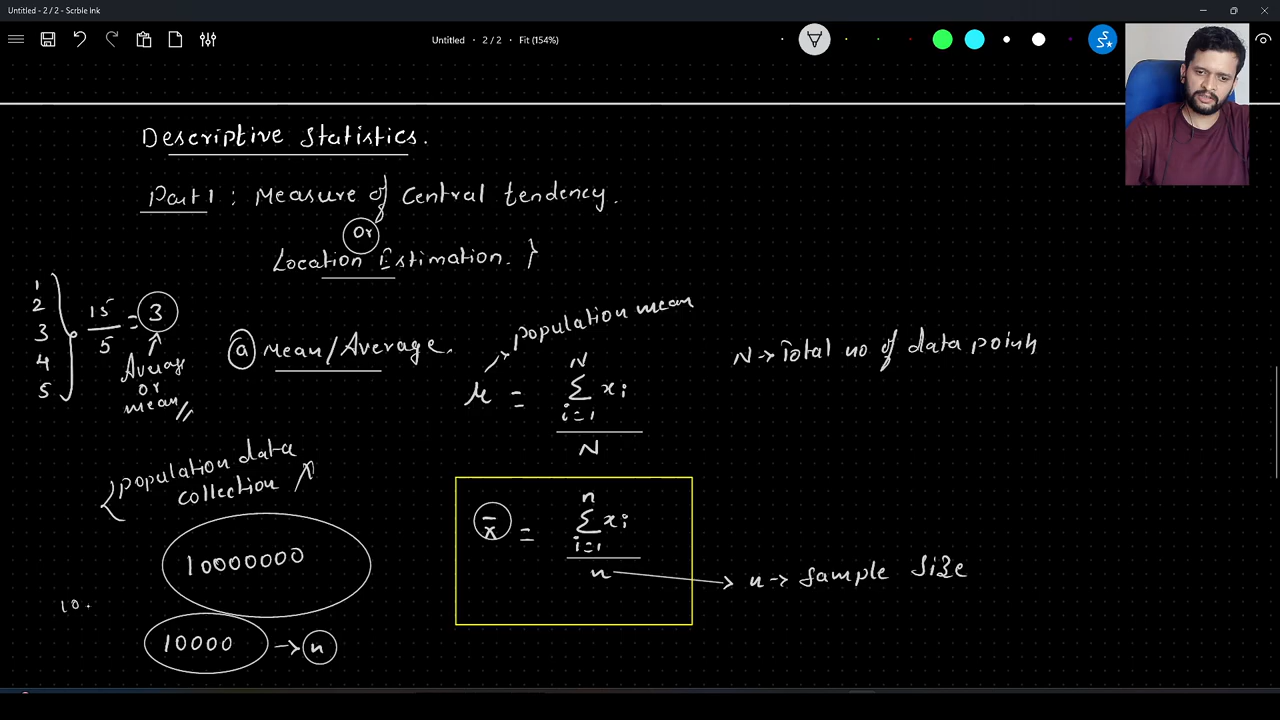 Untitled - 2 / 2 - Scrble Ink
Untitled • 2 / 2 • Fit (154%)
Descriptive Statistics.
Part 1 : Measure of Central tendency.
Or
Location Estimation. }
1
2
3
4
5
15
5
= 3
Average
or
mean //
(a) Mean/Average.
population mean
μ = N Σ i=1 xi
N
N → Total no of data points
{ population data
collection
10000000
10.
10000 → n
x̄ = n Σ i=1 xi
n
n → Sample Size